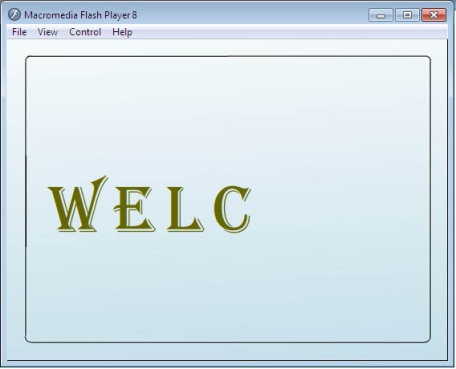 Macromedia Flash Player 8
File View Control Help
WELC